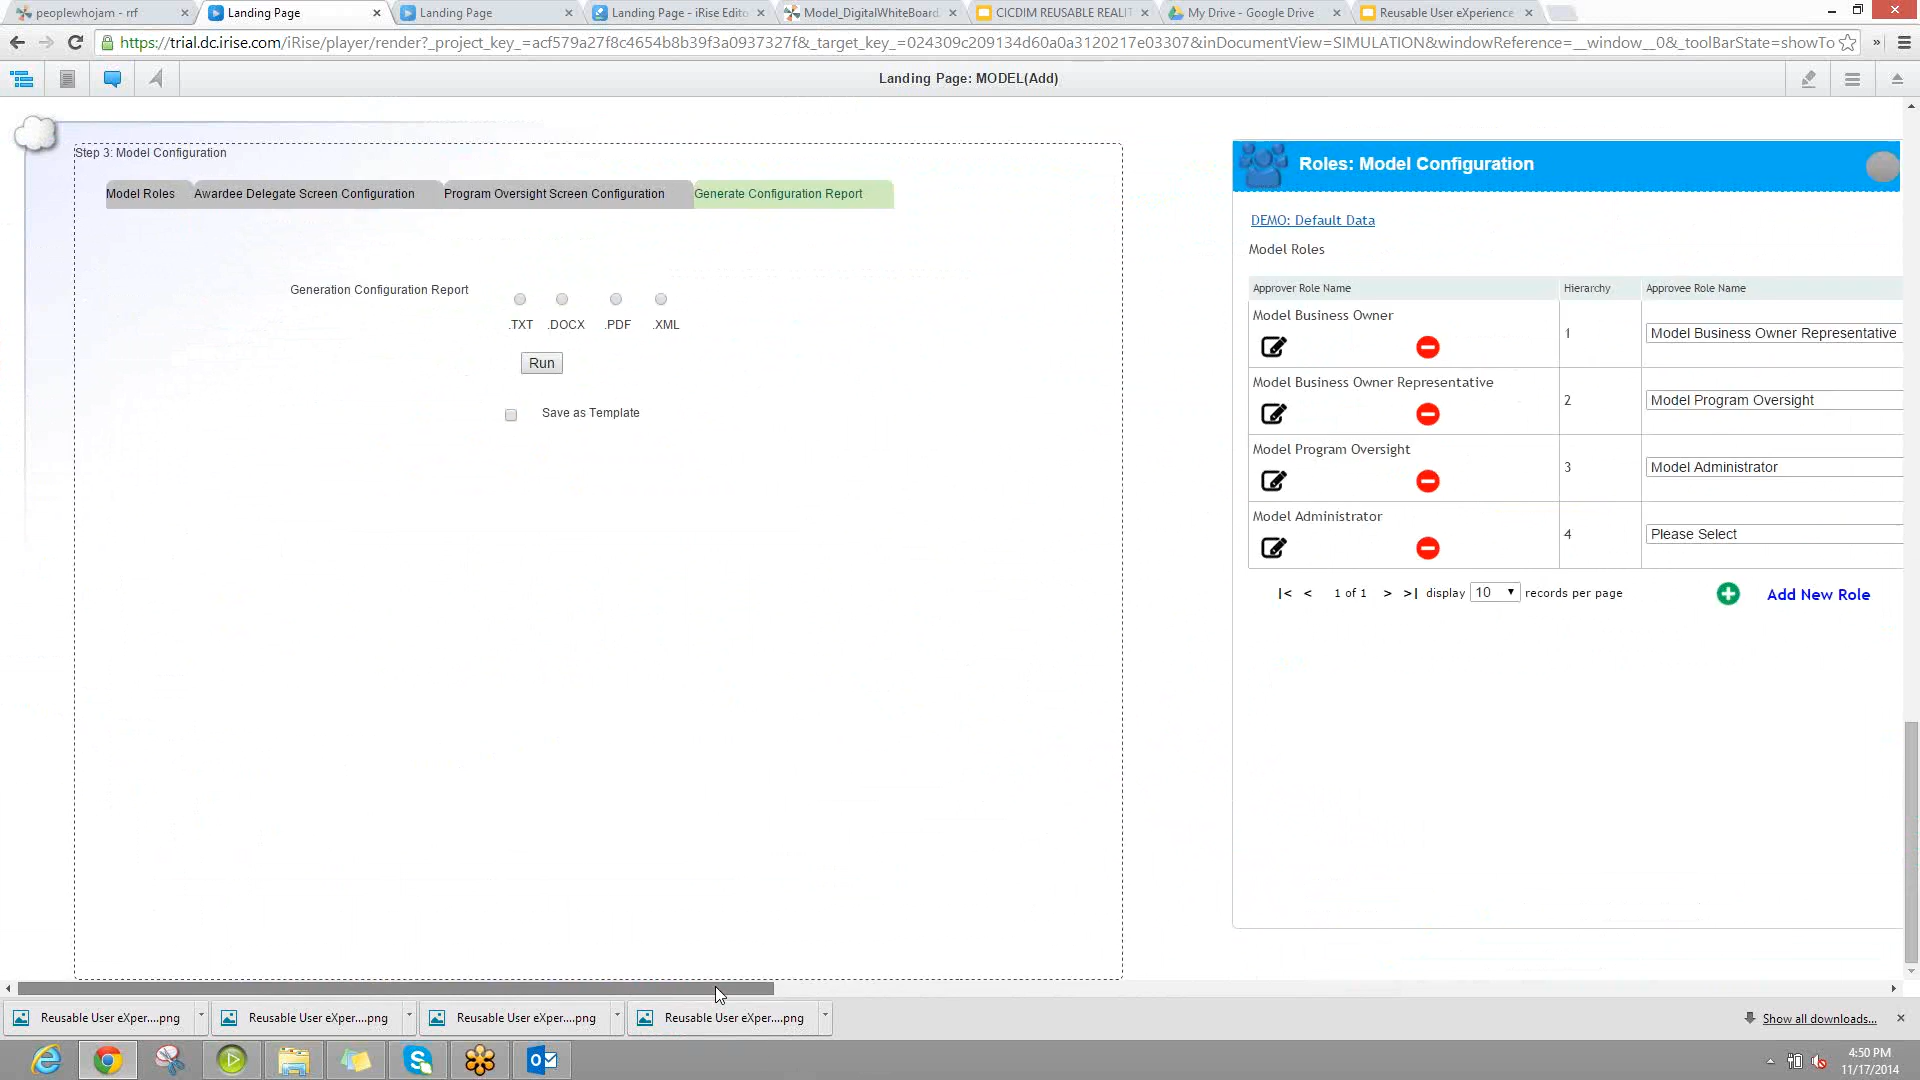 peoplewhojam - rrf
Landing Page
Landing Page
Landing Page - iRise Edito
Model_DigitalWhiteBoard
CICDIM REUSABLE REALIT
My Drive - Google Drive
Reusable User eXperience
https://trial.dc.irise.com/iRise/player/render?_project_key_=acf579a27f8c4654b8b39f3a0937327f&_target_key_=024309c209134d60a0a3120217e03307&inDocumentView=SIMULATION&windowReference=__window__0&_toolBarState=showTo
Landing Page: MODEL(Add)
Step 3: Model Configuration
Model Roles
Awardee Delegate Screen Configuration
Program Oversight Screen Configuration
Generate Configuration Report
Generation Configuration Report
.TXT .DOCX .PDF .XML
Run
Save as Template
Roles: Model Configuration
DEMO: Default Data
Model Roles
Approver Role Name Hierarchy Approvee Role Name
Model Business Owner 1 Model Business Owner Representative
Model Business Owner Representative 2 Model Program Oversight
Model Program Oversight 3 Model Administrator
Model Administrator 4 Please Select
|< < 1 of 1 > >| display 10 records per page
Add New Role
Reusable User eXper....png
Reusable User eXper....png
Reusable User eXper....png
Reusable User eXper....png
Show all downloads...
4:50 PM
11/17/2014